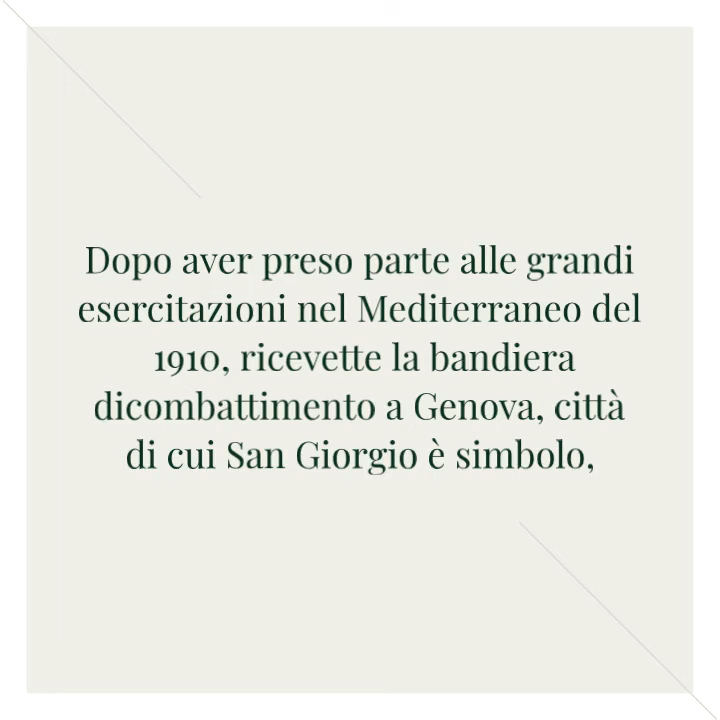 Dopo aver preso parte alle grandi
esercitazioni nel Mediterraneo del
1910, ricevette la bandiera
dicombattimento a Genova, città
di cui San Giorgio è simbolo,